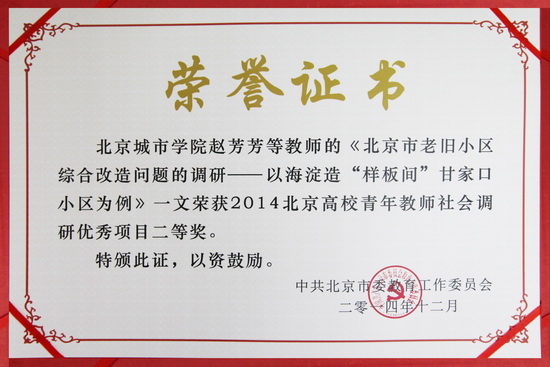 荣誉证书
北京城市学院赵芳芳等教师的《北京市老旧小区
综合改造问题的调研——以海淀造“样板间”甘家口
小区为例》一文荣获2014北京高校青年教师社会调
研优秀项目二等奖。
特颁此证，以资鼓励。
中共北京市委教育工作委员会
二零一四年十二月